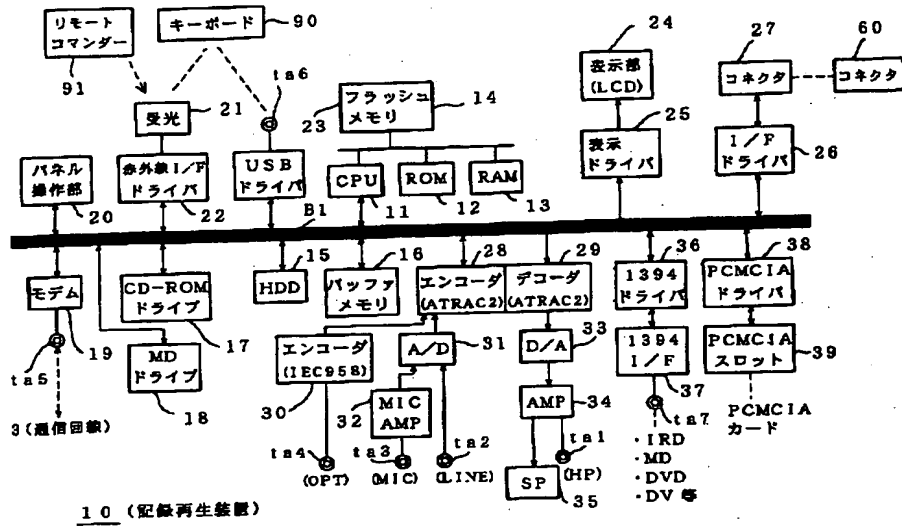 リモート
コマンダー
91
キーボード
90
受光
21
ta6
23
フラッシュ
メモリ
14
24
表示部
(LCD)
25
27
コネクタ
60
コネクタ
パネル
操作部
20
赤外線I/F
ドライバ
22
USB
ドライバ
CPU
11
ROM
12
RAM
13
表示
ドライバ
I/F
ドライバ
26
B1
モデム
19
CD-ROM
ドライブ
17
MD
ドライブ
18
15
HDD
16
バッファ
メモリ
28
エンコーダ
(ATRAC2)
29
デコーダ
(ATRAC2)
36
1394
ドライバ
38
PCMCIA
ドライバ
ta5
3(通信回線)
エンコーダ
(IEC958)
30
A/D
31
32
MIC
AMP
D/A
33
AMP
34
1394
I/F
37
PCMCIA
スロット
39
ta4
(OPT)
ta3
(MIC)
ta2
(LINE)
ta1
(HP)
SP
35
ta7
・IRD
・MD
・DVD
・DV 等
PCMCIA
カード
10 (記録再生装置)